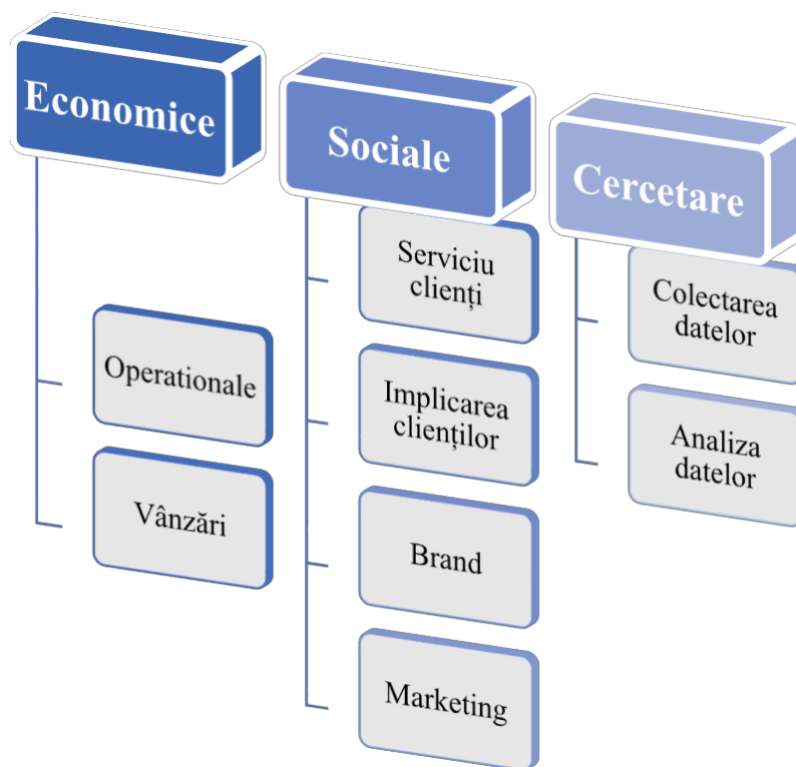 Economice
Operationale
Vânzări
Sociale
Serviciu
clienți
Implicarea
clienților
Brand
Marketing
Cercetare
Colectarea
datelor
Analiza
datelor